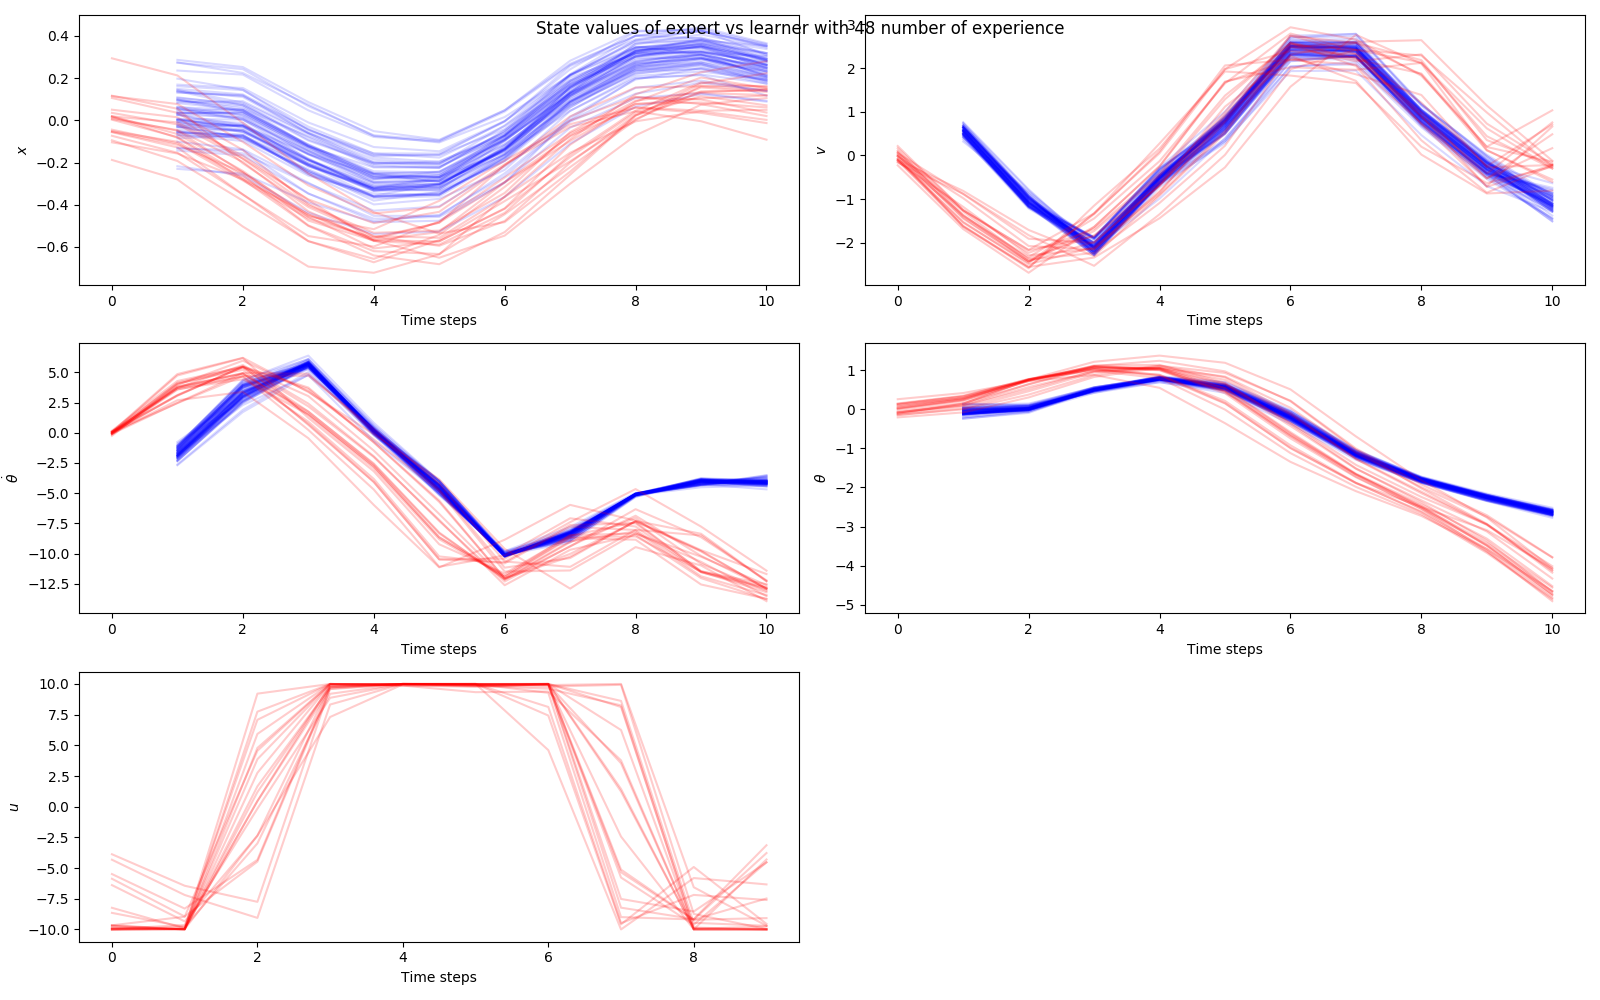 State values of expert vs learner with 48 number of experience
0.4
0.2
0.0
−0.2
−0.4
−0.6
x
0 2 4 6 8 10
Time steps
3
2
1
0
−1
−2
v
0 2 4 6 8 10
Time steps
5.0
2.5
0.0
−2.5
−5.0
−7.5
−10.0
−12.5
θ̇
0 2 4 6 8 10
Time steps
1
0
−1
−2
−3
−4
−5
θ
0 2 4 6 8 10
Time steps
10.0
7.5
5.0
2.5
0.0
−2.5
−5.0
−7.5
−10.0
u
0 2 4 6 8
Time steps